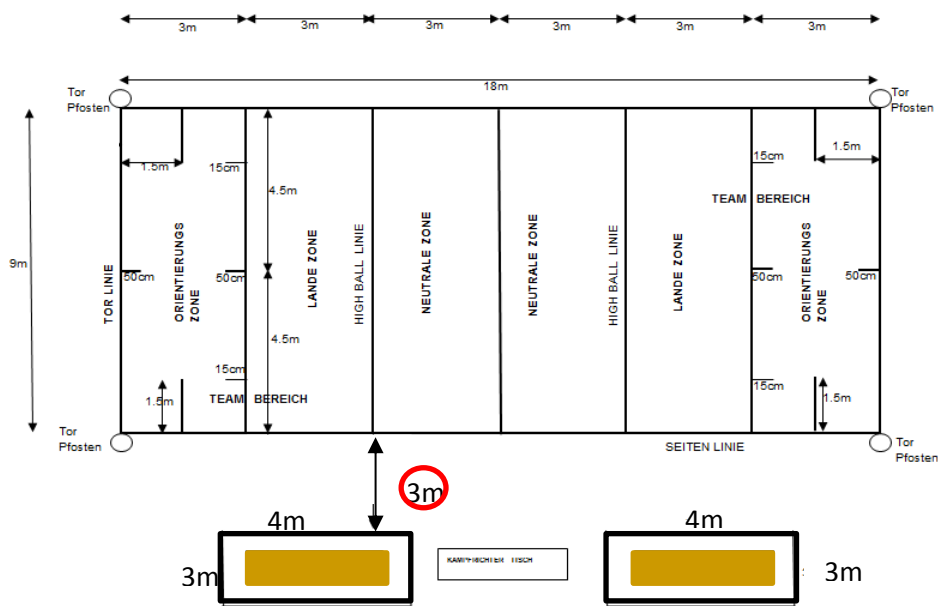 3m 3m 3m 3m 3m 3m
18m
Tor
Pfosten
Tor
Pfosten
1.5m
15cm
4.5m
15cm
1.5m
TEAM BEREICH
9m
TOR LINIE
50cm
ORIENTIERUNGS
ZONE
50cm
LANDE ZONE
HIGH BALL LINIE
NEUTRALE ZONE
NEUTRALE ZONE
HIGH BALL LINIE
LANDE ZONE
50cm
ORIENTIERUNGS
ZONE
50cm
4.5m
15cm
1.5m
TEAM BEREICH
15cm
1.5m
Tor
Pfosten
SEITEN LINIE
Tor
Pfosten
3m
4m
4m
3m
KAMPFRICHTER TISCH
3m